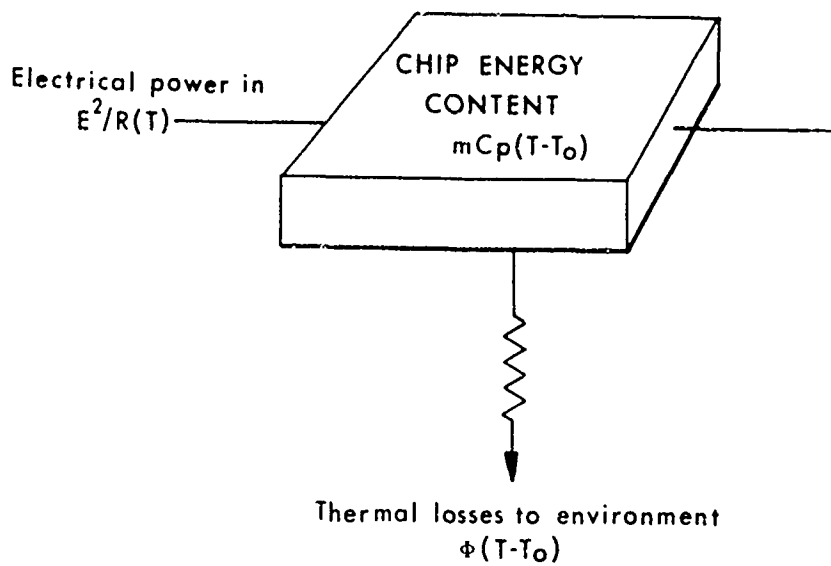 CHIP ENERGY
CONTENT
mCp(T-To)
Electrical power in
E²/R(T)
Thermal losses to environment
Φ(T-To)